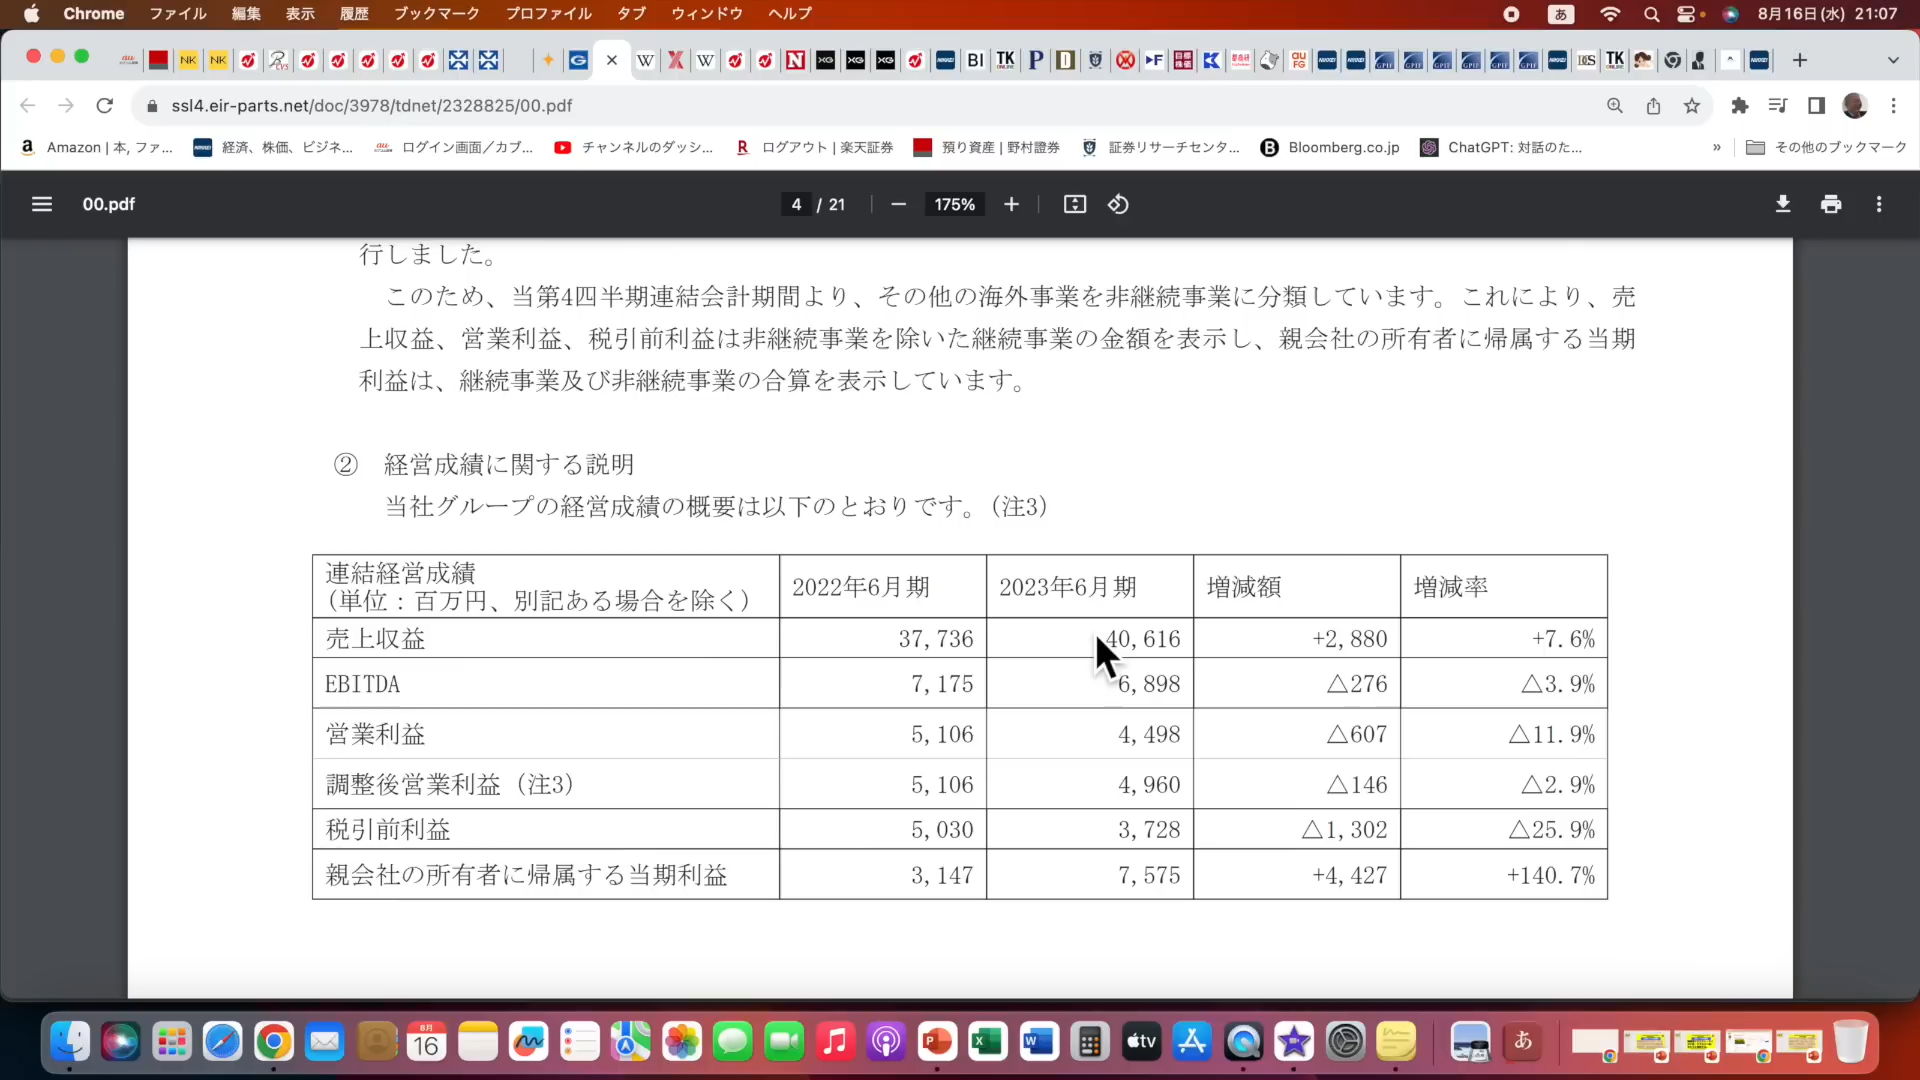 Chrome ファイル 編集 表示 履歴 ブックマーク プロファイル タブ ウィンドウ ヘルプ あ 8月16日(水) 21:07
NK NK W X W N XG XG XG BI TK P D F K TK
ssl4.eir-parts.net/doc/3978/tdnet/2328825/00.pdf
Amazon | 本, ファ... 経済、株価、ビジネ... au ログイン画面／カブ... チャンネルのダッシ... R ログアウト | 楽天証券 預り資産 | 野村證券 証券リサーチセンタ... B Bloomberg.co.jp ChatGPT: 対話のた... » その他のブックマーク
00.pdf 4 / 21 175%
行しました。
このため、当第4四半期連結会計期間より、その他の海外事業を非継続事業に分類しています。これにより、売
上収益、営業利益、税引前利益は非継続事業を除いた継続事業の金額を表示し、親会社の所有者に帰属する当期
利益は、継続事業及び非継続事業の合算を表示しています。
② 経営成績に関する説明
当社グループの経営成績の概要は以下のとおりです。（注3）
連結経営成績
（単位：百万円、別記ある場合を除く） 2022年6月期 2023年6月期 増減額 増減率
売上収益 37,736 40,616 +2,880 +7.6%
EBITDA 7,175 6,898 △276 △3.9%
営業利益 5,106 4,498 △607 △11.9%
調整後営業利益（注3） 5,106 4,960 △146 △2.9%
税引前利益 5,030 3,728 △1,302 △25.9%
親会社の所有者に帰属する当期利益 3,147 7,575 +4,427 +140.7%
8月
16 P X W tv あ